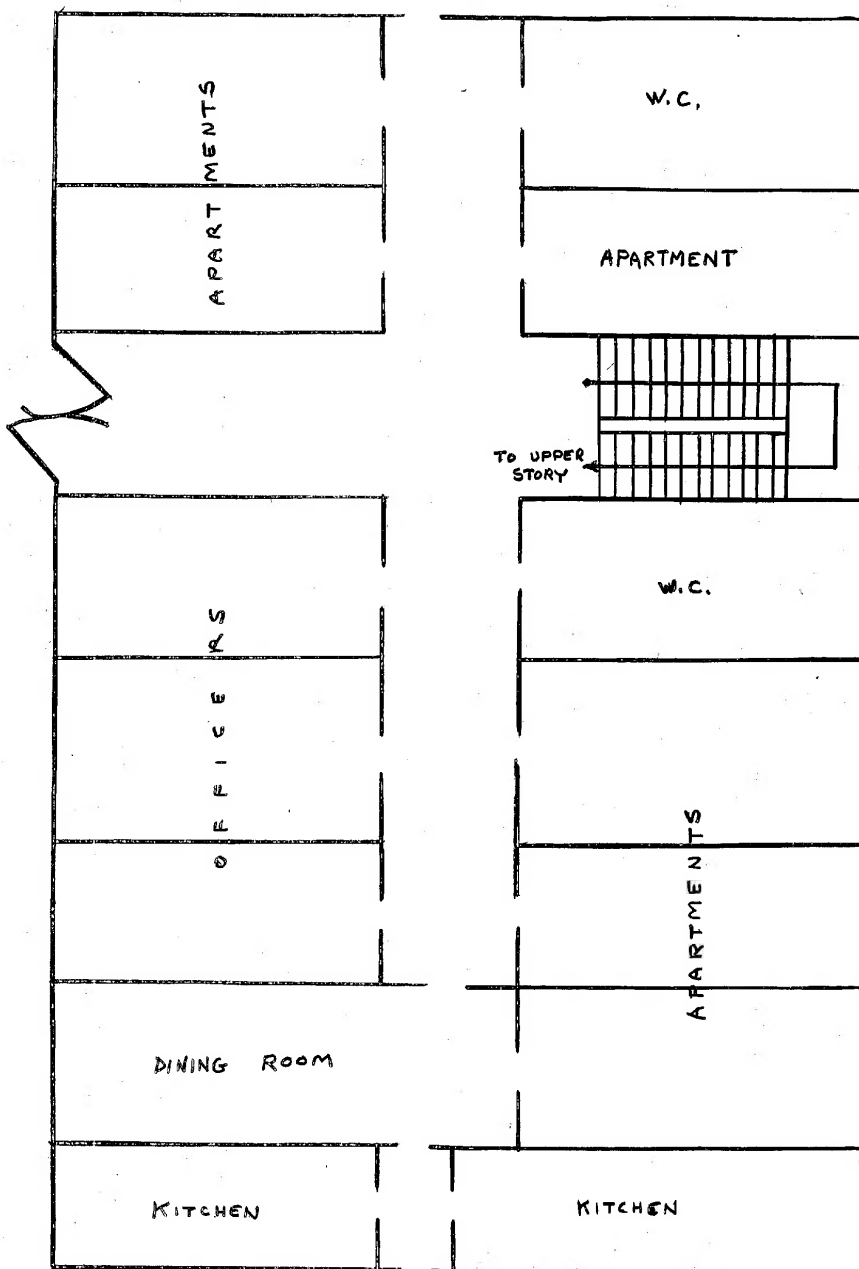 APARTMENTS
W.C.
APARTMENT
TO UPPER
STORY
W.C.
OFFICERS
APARTMENTS
DINING ROOM
KITCHEN
KITCHEN